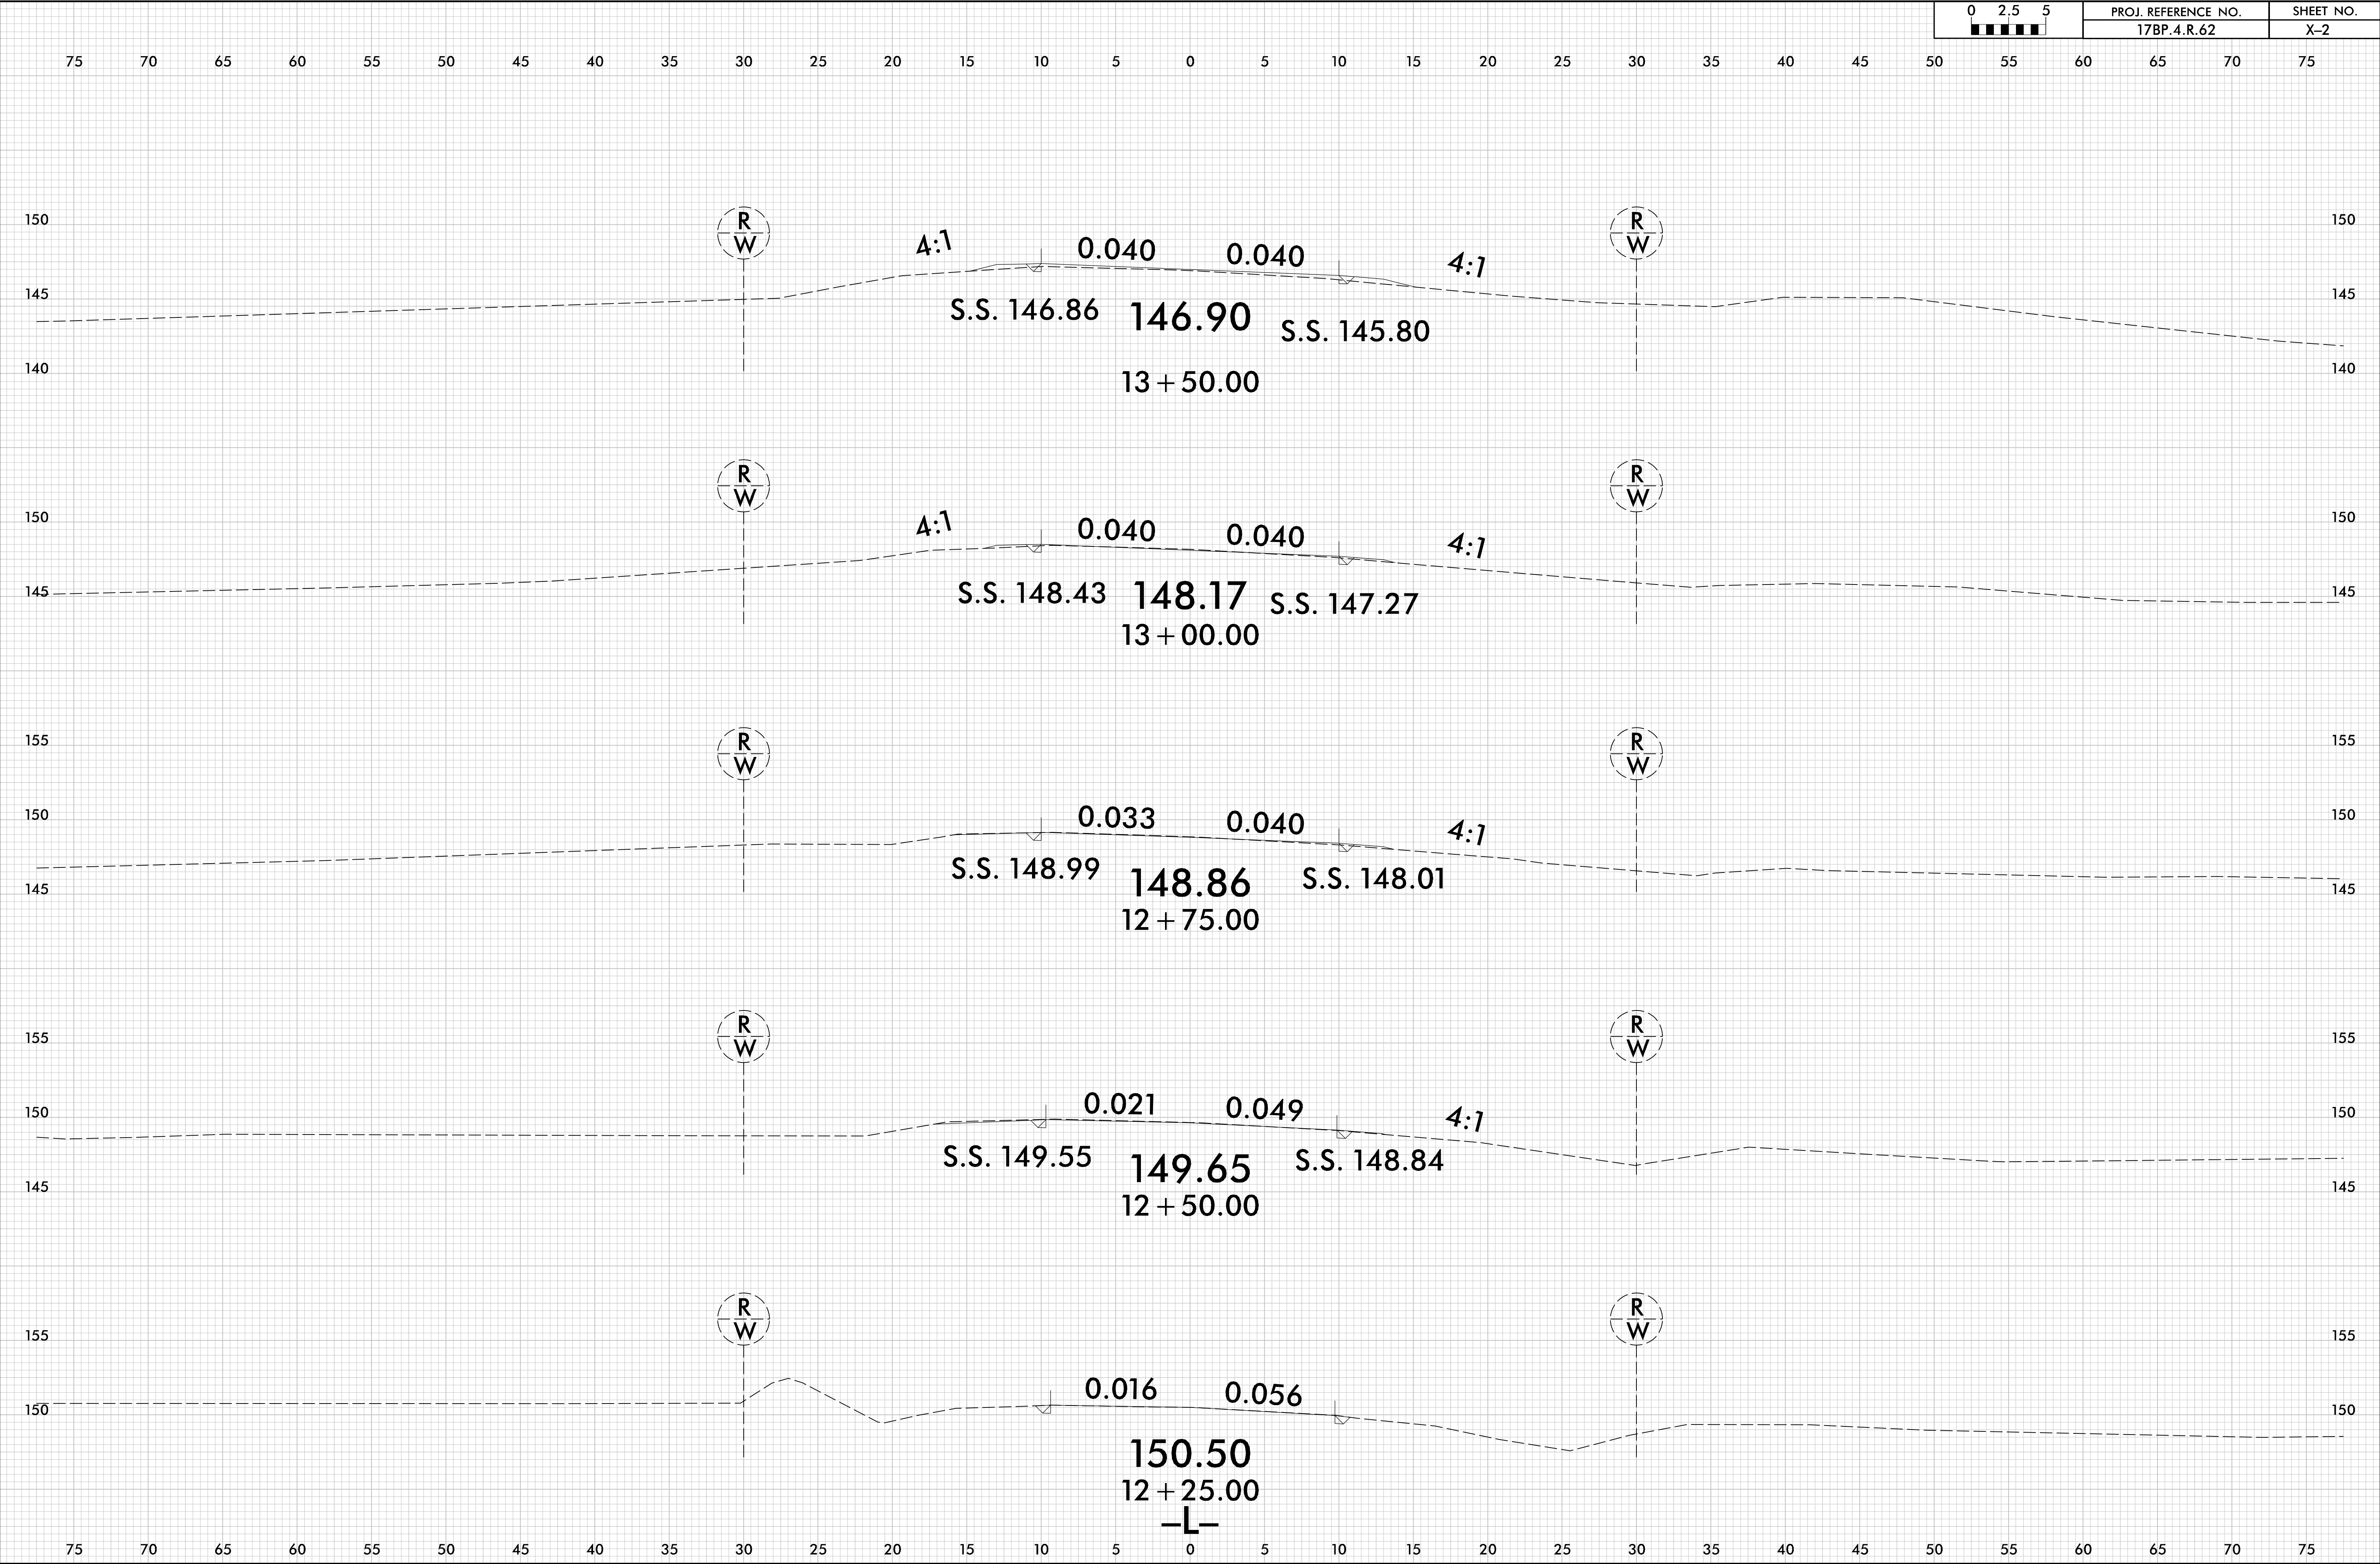 0 2.5 5
PROJ. REFERENCE NO. SHEET NO.
17BP.4.R.62 X–2
75 70 65 60 55 50 45 40 35 30 25 20 15 10 5 0 5 10 15 20 25 30 35 40 45 50 55 60 65 70 75
150 R W R W 150
4:1 0.040 0.040 4:1
145 145
S.S. 146.86 146.90 S.S. 145.80
140 140
13+50.00
R W R W
150 4:1 0.040 0.040 4:1 150
145 S.S. 148.43 148.17 S.S. 147.27 145
13+00.00
155 R W R W 155
150 0.033 0.040 4:1 150
S.S. 148.99 148.86 S.S. 148.01
145 145
12+75.00
155 R W R W 155
150 0.021 0.049 4:1 150
S.S. 149.55 149.65 S.S. 148.84
145 145
12+50.00
155 R W R W 155
0.016 0.056
150 150
150.50
12+25.00
–L–
75 70 65 60 55 50 45 40 35 30 25 20 15 10 5 0 5 10 15 20 25 30 35 40 45 50 55 60 65 70 75